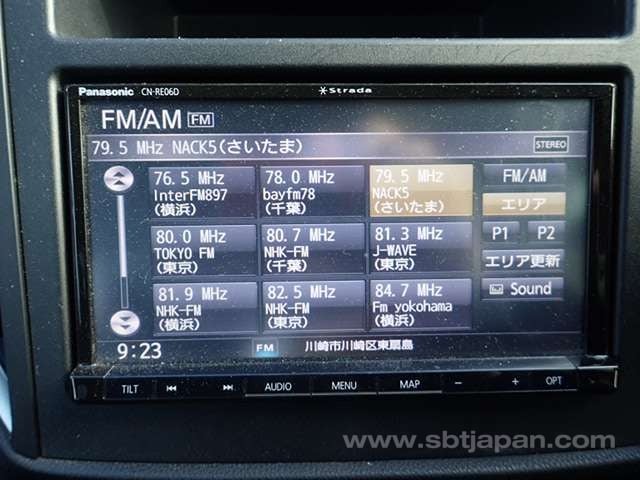 Panasonic CN-RE06D Strada
FM/AM FM
79.5 MHz NACK5(さいたま) STEREO
76.5 MHz
InterFM897
(横浜)
78.0 MHz
bayfm78
(千葉)
79.5 MHz
NACK5
(さいたま)
FM/AM
エリア
80.0 MHz
TOKYO FM
(東京)
80.7 MHz
NHK-FM
(千葉)
81.3 MHz
J-WAVE
(東京)
P1 P2
エリア更新
81.9 MHz
NHK-FM
(横浜)
82.5 MHz
NHK-FM
(東京)
84.7 MHz
Fm yokohama
(横浜)
Sound
9:23 FM 川崎市川崎区東扇島
TILT AUDIO MENU MAP - + OPT
www.sbtjapan.com